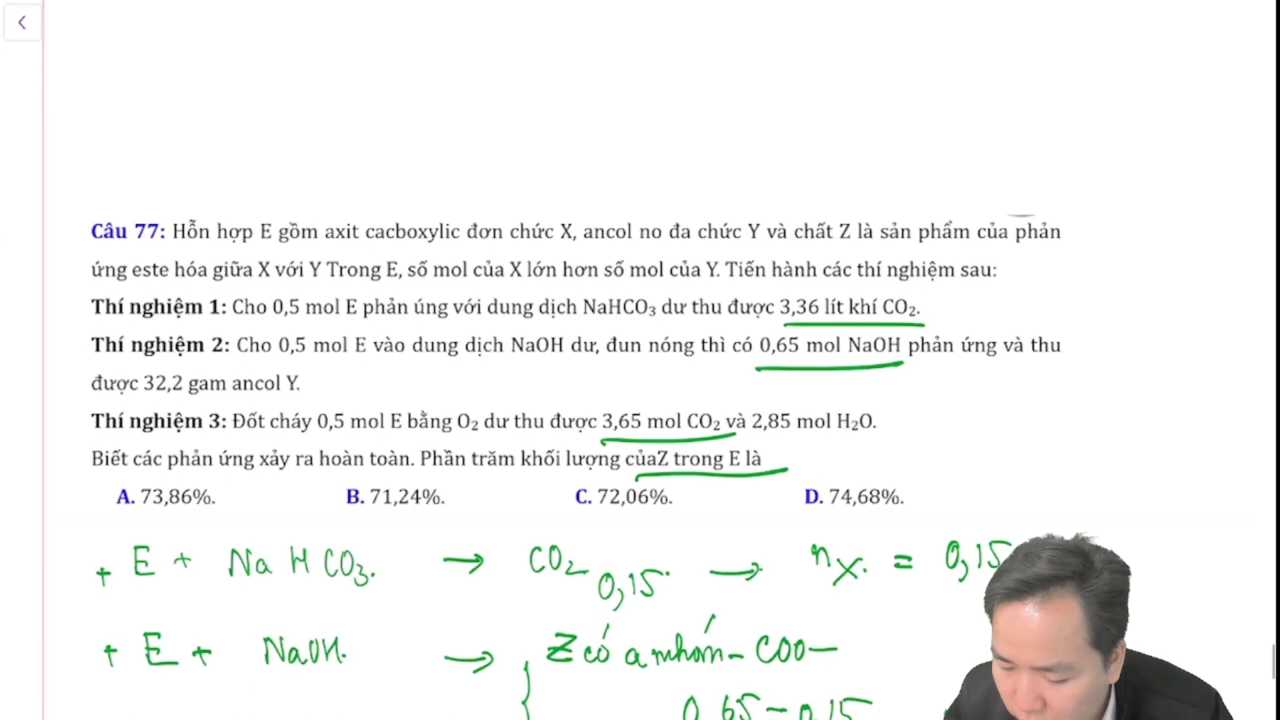 Câu 77: Hỗn hợp E gồm axit cacboxylic đơn chức X, ancol no đa chức Y và chất Z là sản phẩm của phản
ứng este hóa giữa X với Y Trong E, số mol của X lớn hơn số mol của Y. Tiến hành các thí nghiệm sau:
Thí nghiệm 1: Cho 0,5 mol E phản úng với dung dịch NaHCO₃ dư thu được 3,36 lít khí CO₂.
Thí nghiệm 2: Cho 0,5 mol E vào dung dịch NaOH dư, đun nóng thì có 0,65 mol NaOH phản ứng và thu
được 32,2 gam ancol Y.
Thí nghiệm 3: Đốt cháy 0,5 mol E bằng O₂ dư thu được 3,65 mol CO₂ và 2,85 mol H₂O.
Biết các phản ứng xảy ra hoàn toàn. Phần trăm khối lượng củaZ trong E là
A. 73,86%. B. 71,24%. C. 72,06%. D. 74,68%.
+ E + NaHCO₃. → CO₂ 0,15. → nX. = 0,15
+ E + NaOH. → Z có a nhóm -COO-
0,65 - 0,15